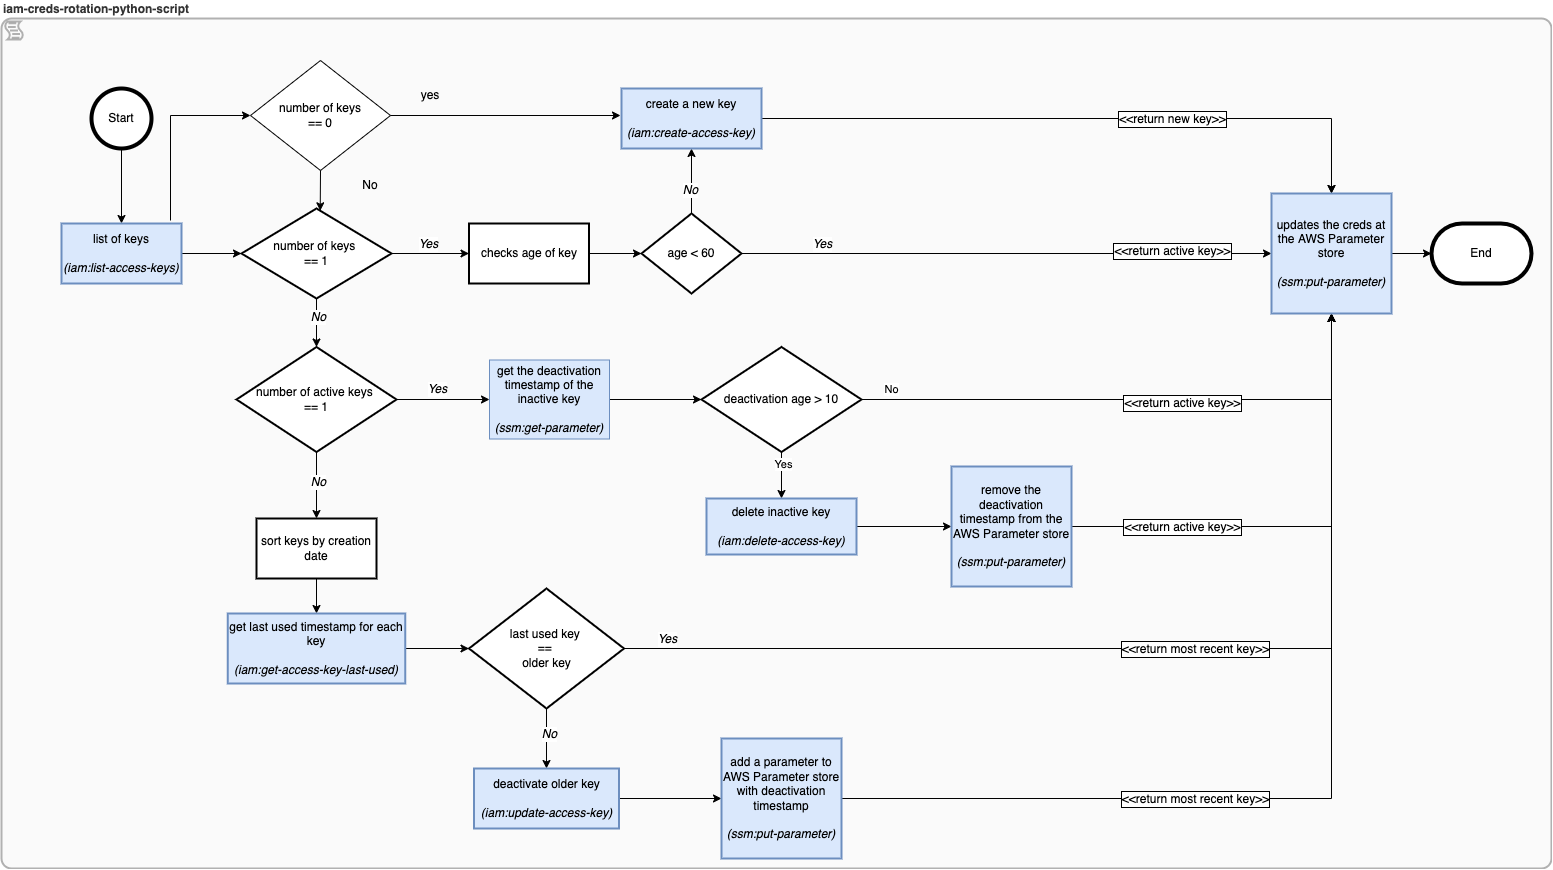 iam-creds-rotation-python-script
Start
number of keys
== 0
yes
create a new key
(iam:create-access-key)
<<return new key>>
No
No
list of keys
(iam:list-access-keys)
number of keys
== 1
Yes
checks age of key
age < 60
Yes
<<return active key>>
updates the creds at
the AWS Parameter
store
(ssm:put-parameter)
End
No
number of active keys
== 1
Yes
get the deactivation
timestamp of the
inactive key
(ssm:get-parameter)
deactivation age > 10
No
<<return active key>>
Yes
No
delete inactive key
(iam:delete-access-key)
remove the
deactivation
timestamp from the
AWS Parameter store
(ssm:put-parameter)
<<return active key>>
sort keys by creation
date
get last used timestamp for each
key
(iam:get-access-key-last-used)
last used key
==
older key
Yes
<<return most recent key>>
No
deactivate older key
(iam:update-access-key)
add a parameter to
AWS Parameter store
with deactivation
timestamp
(ssm:put-parameter)
<<return most recent key>>